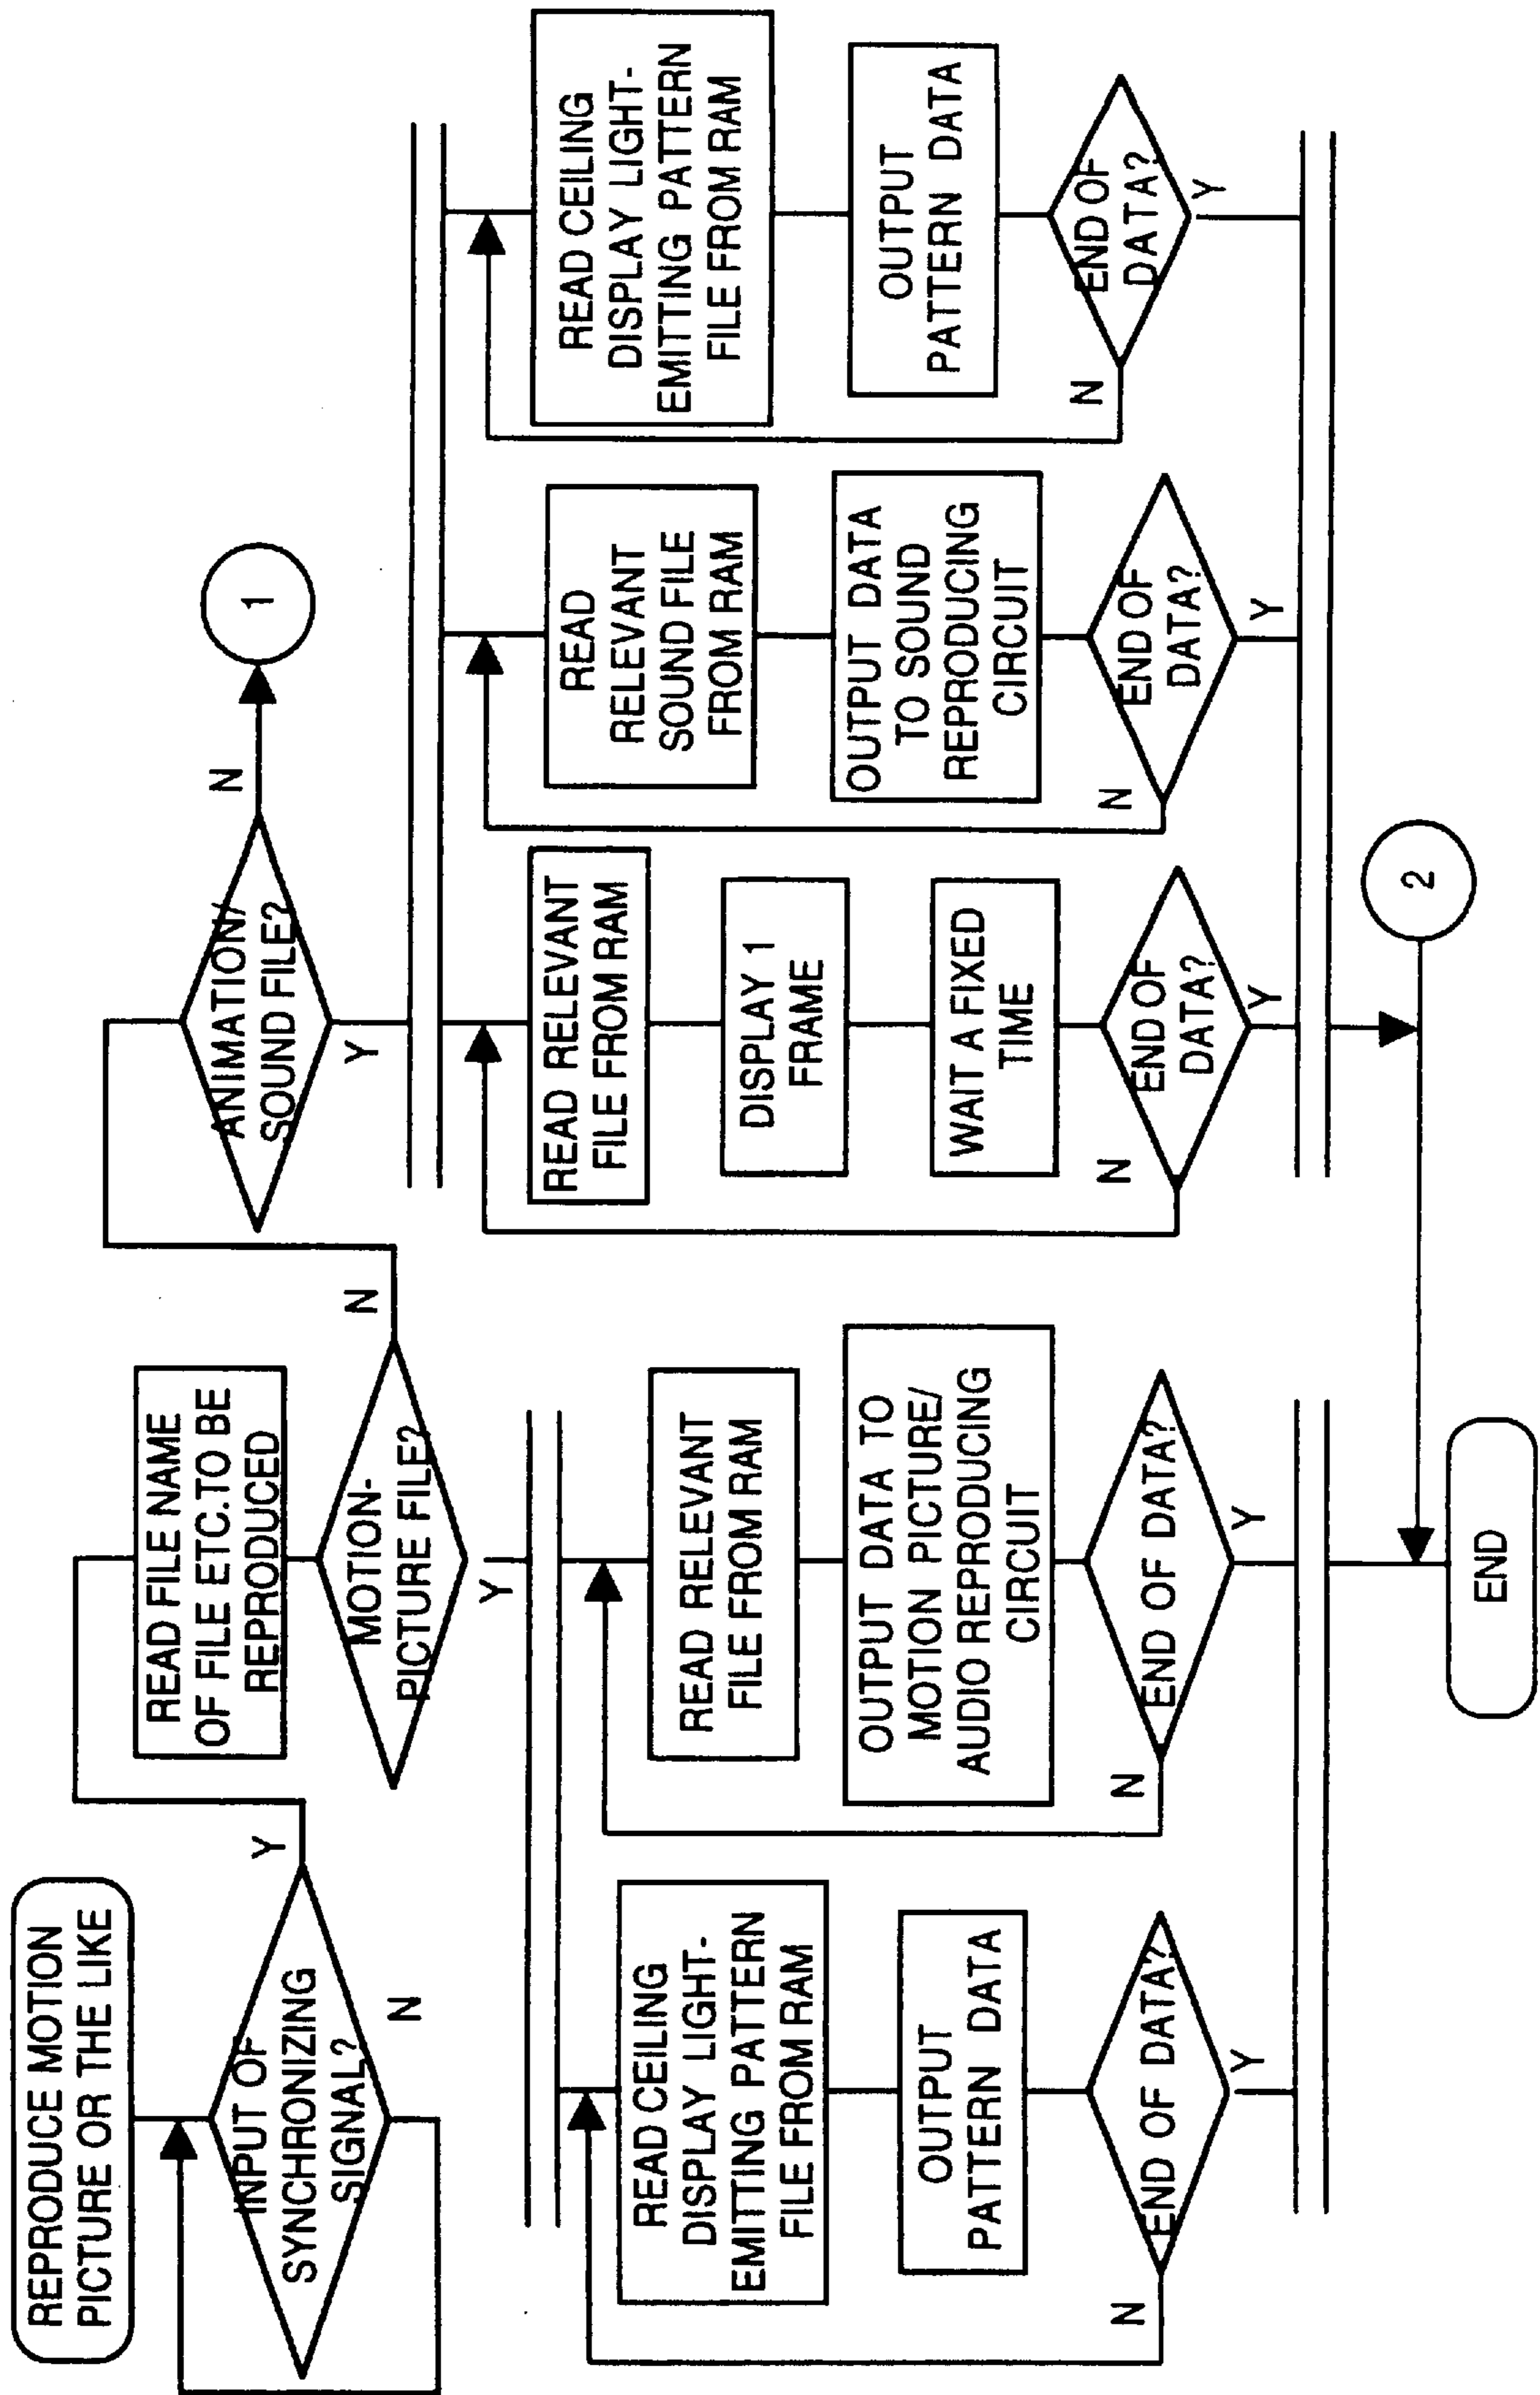 REPRODUCE MOTION
PICTURE OR THE LIKE
INPUT OF
SYNCHRONIZING
SIGNAL?
Y
N
READ FILE NAME
OF FILE ETC.TO BE
REPRODUCED
MOTION-
PICTURE FILE?
N
Y
ANIMATION/
SOUND FILE?
N
Y
1
READ CEILING
DISPLAY LIGHT-
EMITTING PATTERN
FILE FROM RAM
OUTPUT
PATTERN DATA
END OF DATA?
N
Y
READ RELEVANT
FILE FROM RAM
OUTPUT DATA TO
MOTION PICTURE/
AUDIO REPRODUCING
CIRCUIT
END OF DATA?
N
Y
READ RELEVANT
FILE FROM RAM
DISPLAY 1
FRAME
WAIT A FIXED
TIME
END OF
DATA?
N
Y
READ
RELEVANT
SOUND FILE
FROM RAM
OUTPUT DATA
TO SOUND
REPRODUCING
CIRCUIT
END OF
DATA?
N
Y
READ CEILING
DISPLAY LIGHT-
EMITTING PATTERN
FILE FROM RAM
OUTPUT
PATTERN DATA
END OF
DATA?
N
Y
2
END